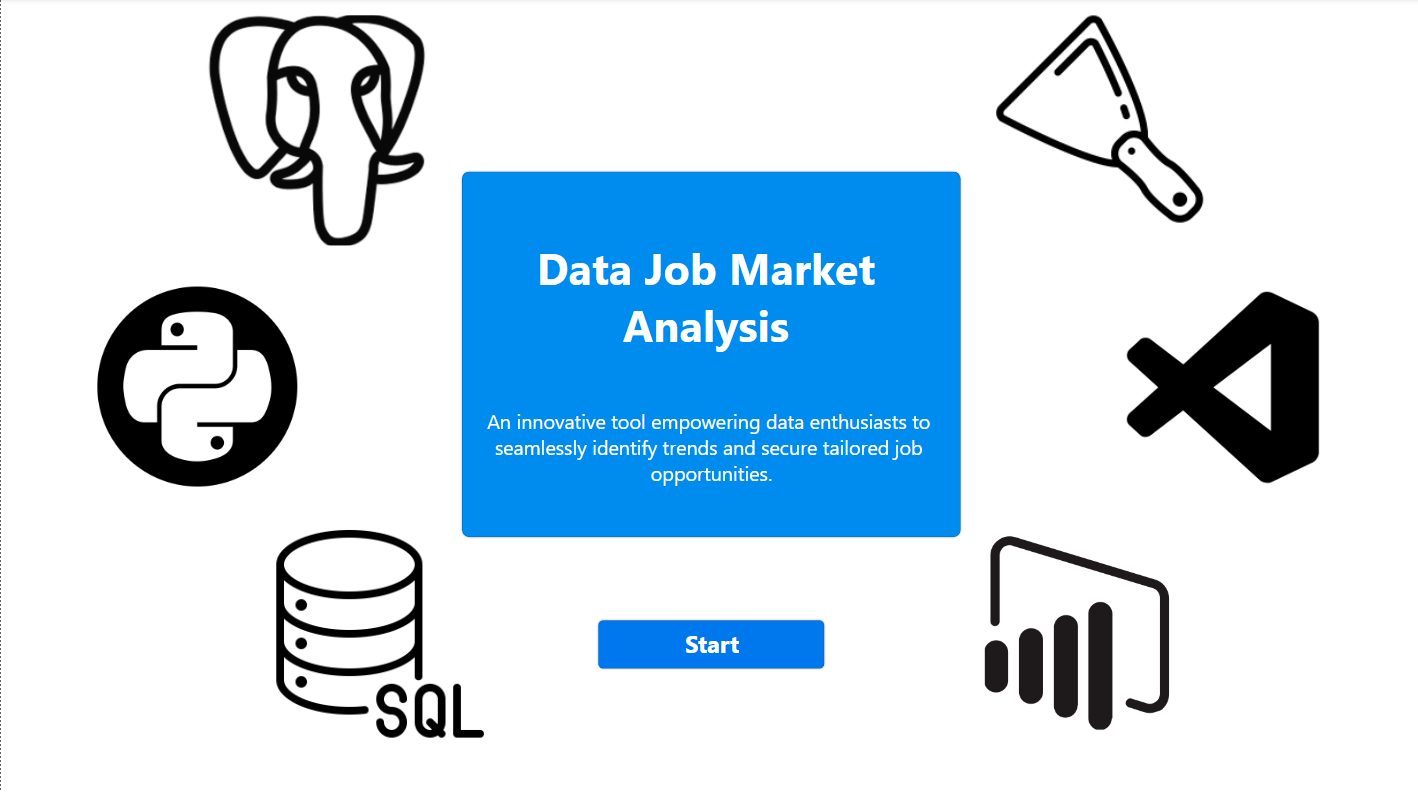 Data Job Market
Analysis
An innovative tool empowering data enthusiasts to
seamlessly identify trends and secure tailored job
opportunities.
SQL
Start